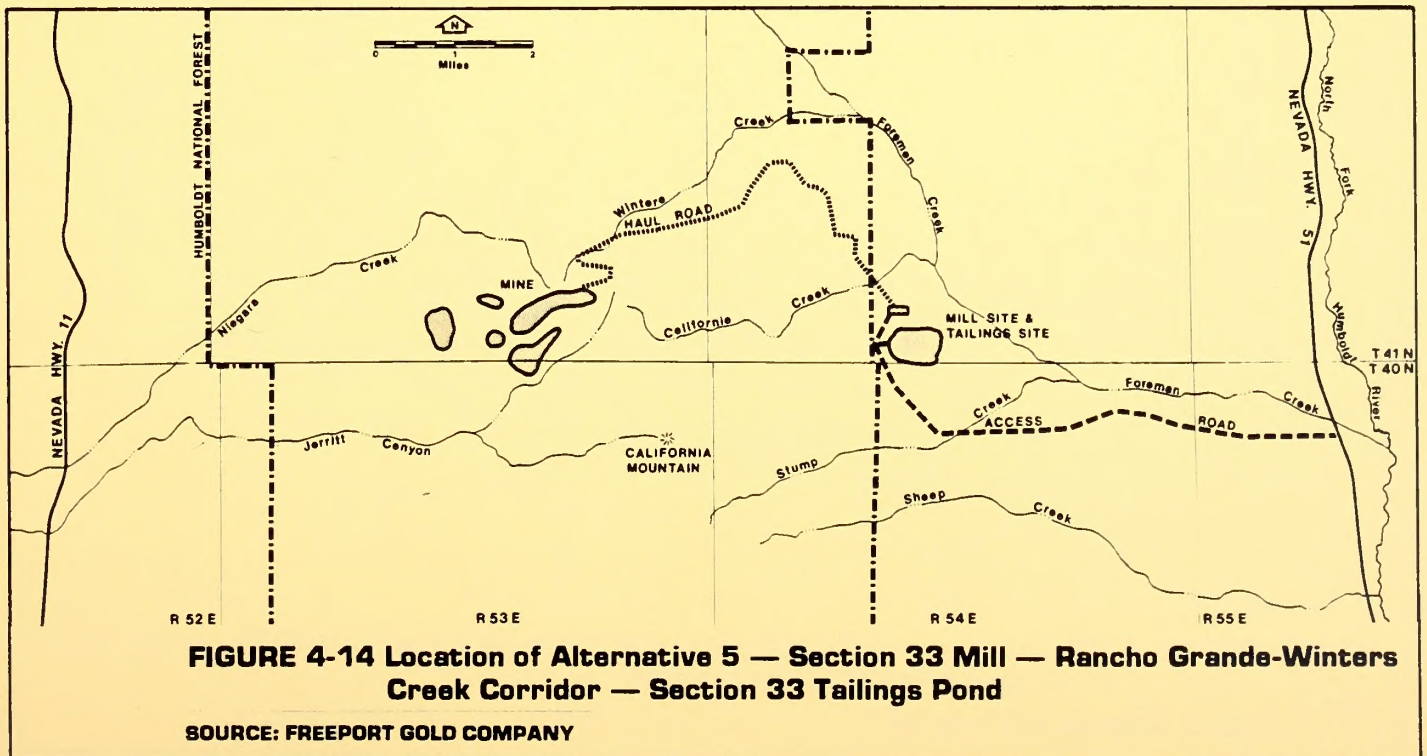 N
0 1 2
Miles
HUMBOLDT NATIONAL FOREST
NEVADA HWY. 11
NEVADA HWY. 51
North Fork Humboldt River
Creek
Foreman
Creek
Winters
HAUL ROAD
Creek
Niagara
MINE
Creek
California
MILL SITE &
TAILINGS SITE
T 41 N
T 40 N
Foreman
Creek
Creek
ACCESS ROAD
Jerritt Canyon
CALIFORNIA
MOUNTAIN
Stump
Sheep
Creek
R 52 E R 53 E R 54 E R 55 E
FIGURE 4-14 Location of Alternative 5 — Section 33 Mill — Rancho Grande-Winters
Creek Corridor — Section 33 Tailings Pond
SOURCE: FREEPORT GOLD COMPANY